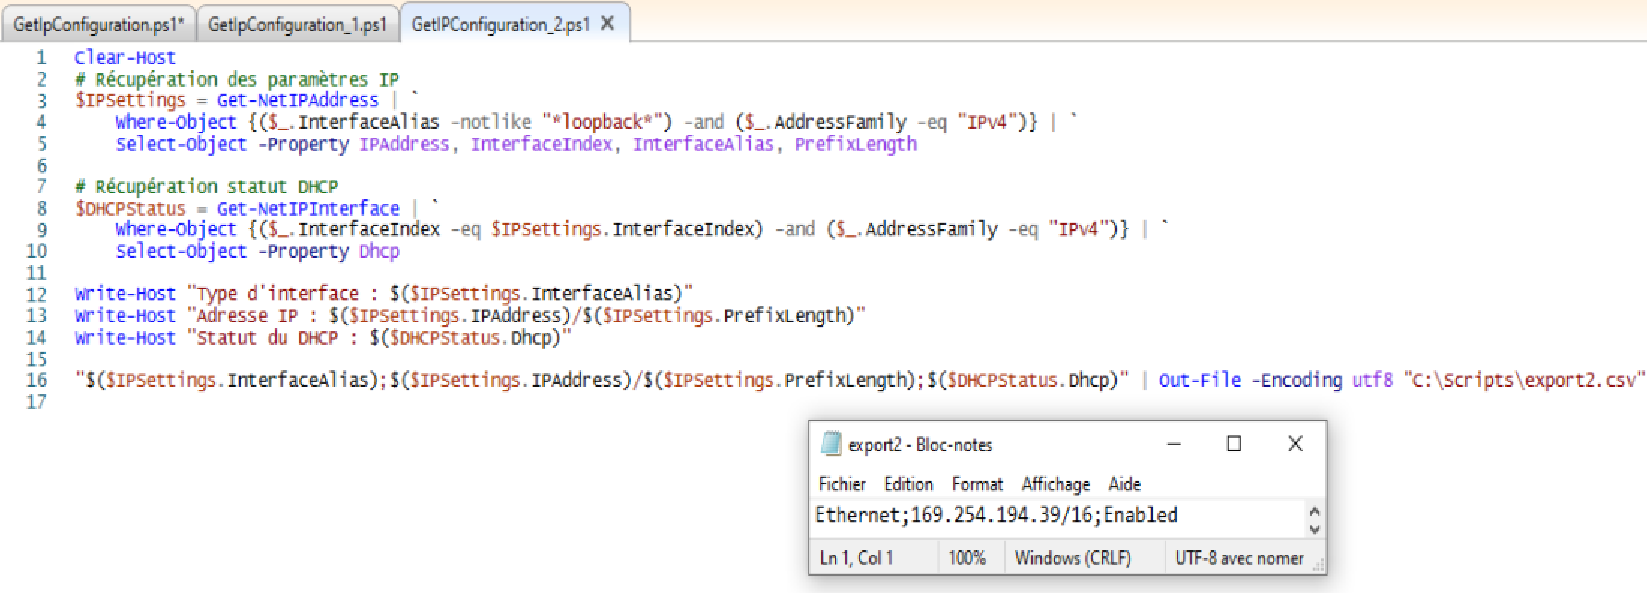 GetIpConfiguration.ps1* GetIpConfiguration_1.ps1 GetIPConfiguration_2.ps1 X
1 Clear-Host
2 # Récupération des paramètres IP
3 $IPSettings = Get-NetIPAddress | `
4 Where-Object {($_.InterfaceAlias -notlike "*loopback*") -and ($_.AddressFamily -eq "IPv4")} | `
5 Select-Object -Property IPAddress, InterfaceIndex, InterfaceAlias, PrefixLength
6
7 # Récupération statut DHCP
8 $DHCPStatus = Get-NetIPInterface | `
9 Where-Object {($_.InterfaceIndex -eq $IPSettings.InterfaceIndex) -and ($_.AddressFamily -eq "IPv4")} | `
10 Select-Object -Property Dhcp
11
12 Write-Host "Type d'interface : $($IPSettings.InterfaceAlias)"
13 Write-Host "Adresse IP : $($IPSettings.IPAddress)/$($IPSettings.PrefixLength)"
14 Write-Host "Statut du DHCP : $($DHCPStatus.Dhcp)"
15
16 "$($IPSettings.InterfaceAlias);$($IPSettings.IPAddress)/$($IPSettings.PrefixLength);$($DHCPStatus.Dhcp)" | Out-File -Encoding utf8 "C:\Scripts\export2.csv"
17
export2 - Bloc-notes
Fichier Edition Format Affichage Aide
Ethernet;169.254.194.39/16;Enabled
Ln 1, Col 1 100% Windows (CRLF) UTF-8 avec nomer